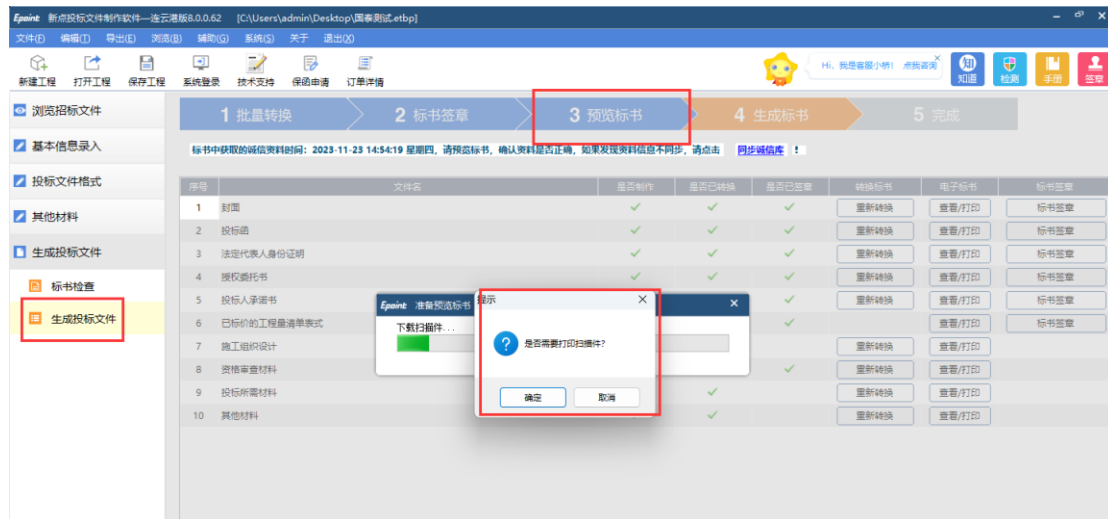 Epoint 新点投标文件制作软件—连云港版8.0.0.62 [C:\Users\admin\Desktop\国泰测试.etbp]
文件(F) 编辑(T) 导出(E) 浏览(B) 辅助(G) 系统(S) 关于 退出(X)
新建工程 打开工程 保存工程 系统登录 技术支持 保函申请 订单详情
Hi, 我是客服小桥! 点我咨询
知 知道 检测 手册 签章
浏览招标文件
基本信息录入
投标文件格式
其他材料
生成投标文件
标书检查
生成投标文件
1 批量转换 2 标书签章 3 预览标书 4 生成标书 5 完成
标书中获取的诚信资料时间: 2023-11-23 14:54:19 星期四, 请预览标书, 确认资料是否正确, 如果发现资料信息不同步, 请点击 同步诚信库 !
序号 文件名 是否制作 是否已转换 是否已签章 转换标书 电子标书 标书签章
1 封面 重新转换 查看/打印 标书签章
2 投标函 重新转换 查看/打印 标书签章
3 法定代表人身份证明 重新转换 查看/打印 标书签章
4 授权委托书 重新转换 查看/打印 标书签章
5 投标人承诺书 重新转换 查看/打印 标书签章
6 已标价的工程量清单表式 查看/打印 标书签章
7 施工组织设计 重新转换 查看/打印
8 资格审查材料 重新转换 查看/打印
9 投标所需材料 重新转换 查看/打印
10 其他材料 重新转换 查看/打印
Epoint 准备预览标书
下载扫描件...
提示
是否需要打印扫描件?
确定 取消